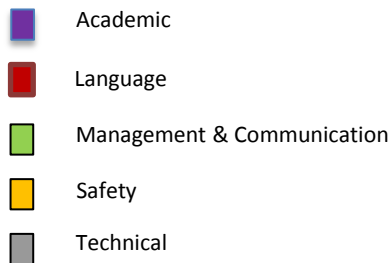 Academic
Language
Management & Communication
Safety
Technical